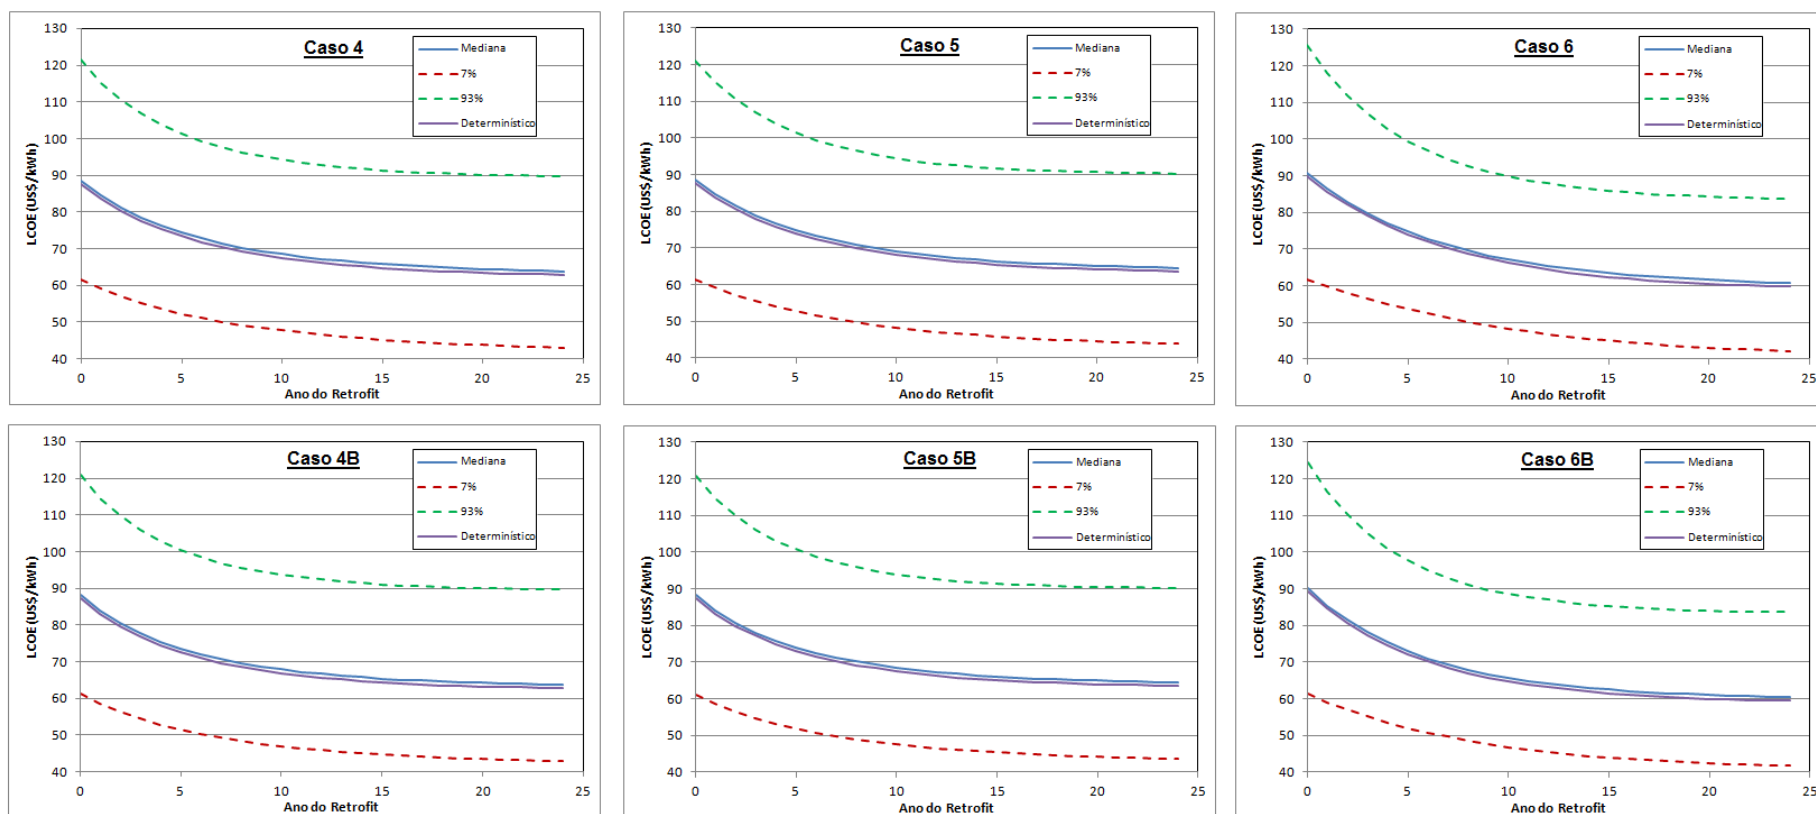 Caso 4
Mediana
7%
93%
Determinístico
LCOE (US$/kWh)
130
120
110
100
90
80
70
60
50
40
0 5 10 15 20 25
Ano do Retrofit
Caso 5
Mediana
7%
93%
Determinístico
LCOE (US$/kWh)
130
120
110
100
90
80
70
60
50
40
0 5 10 15 20 25
Ano do Retrofit
Caso 6
Mediana
7%
93%
Determinístico
LCOE (US$/kWh)
130
120
110
100
90
80
70
60
50
40
0 5 10 15 20 25
Ano do Retrofit
Caso 4B
Mediana
7%
93%
Determinístico
LCOE (US$/kWh)
130
120
110
100
90
80
70
60
50
40
0 5 10 15 20 25
Ano do Retrofit
Caso 5B
Mediana
7%
93%
Determinístico
LCOE (US$/kWh)
130
120
110
100
90
80
70
60
50
40
0 5 10 15 20 25
Ano do Retrofit
Caso 6B
Mediana
7%
93%
Determinístico
LCOE (US$/kWh)
130
120
110
100
90
80
70
60
50
40
0 5 10 15 20 25
Ano do Retrofit